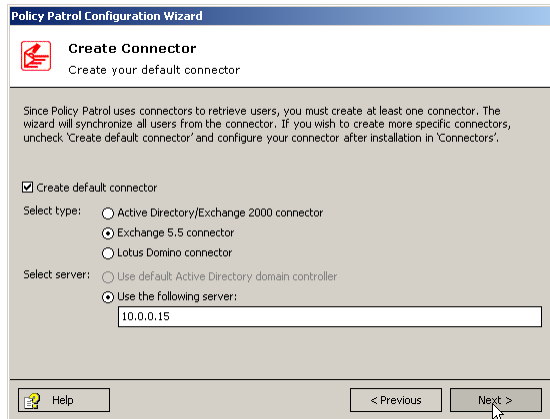 Policy Patrol Configuration Wizard
Create Connector
Create your default connector
Since Policy Patrol uses connectors to retrieve users, you must create at least one connector. The
wizard will synchronize all users from the connector. If you wish to create more specific connectors,
uncheck 'Create default connector' and configure your connector after installation in 'Connectors'.
Create default connector
Select type:
Active Directory/Exchange 2000 connector
Exchange 5.5 connector
Lotus Domino connector
Select server:
Use default Active Directory domain controller
Use the following server:
10.0.0.15
Help
< Previous
Next >